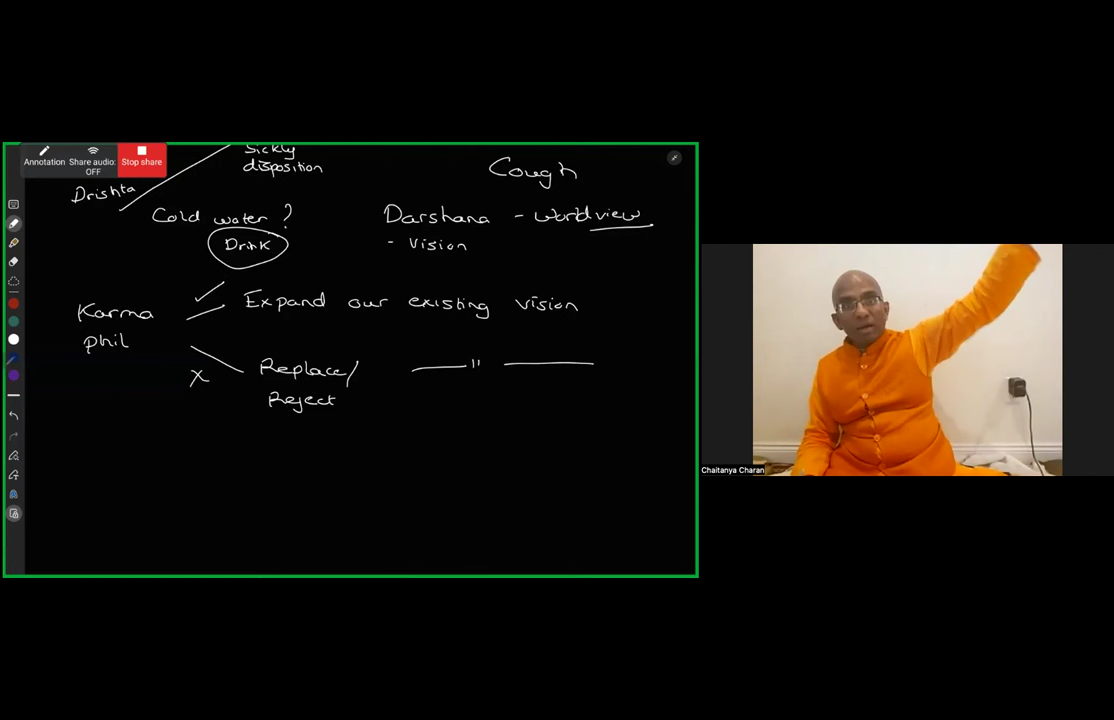 Annotation
Share audio: OFF
Stop share
Sickly
disposition
Drishta
Cough
Cold water ?
Drink
Darshana - worldview
- vision
Karma
phil
✓ Expand our existing vision
x Replace/
Reject
—— " ——
Chaitanya Charan